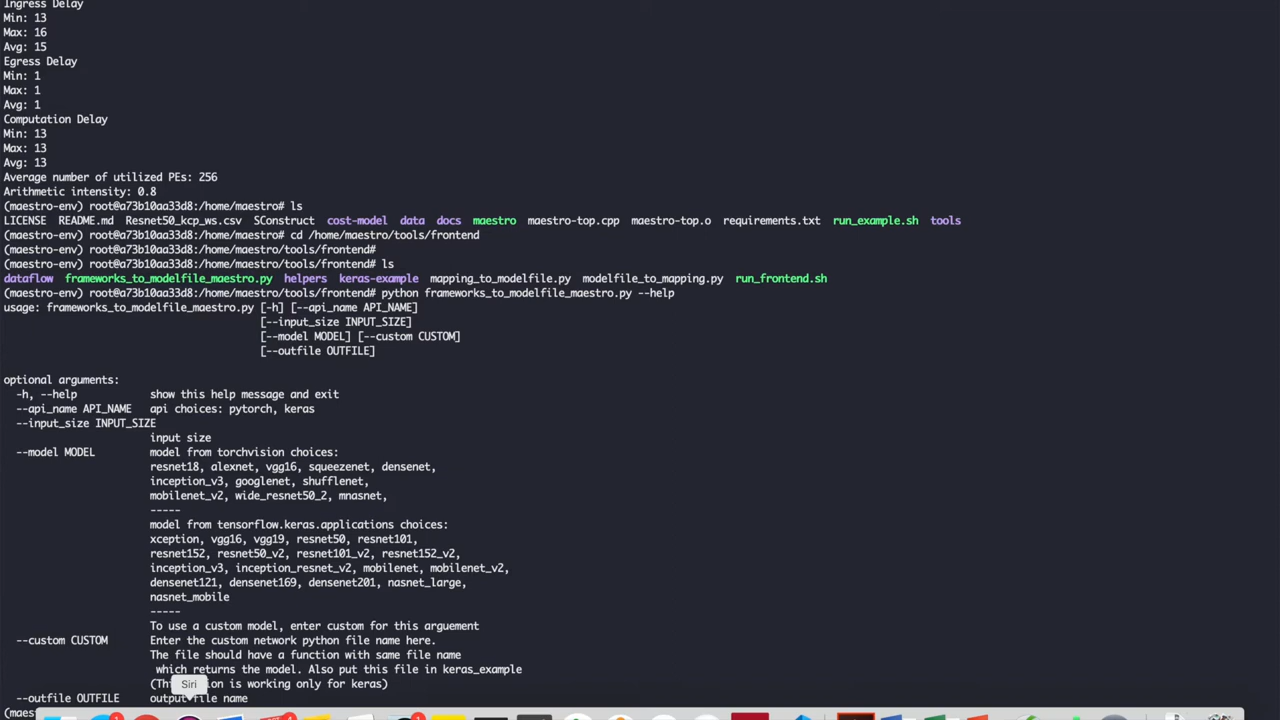 Ingress Delay
Min: 13
Max: 16
Avg: 15
Egress Delay
Min: 1
Max: 1
Avg: 1
Computation Delay
Min: 13
Max: 13
Avg: 13
Average number of utilized PEs: 256
Arithmetic intensity: 0.8
(maestro-env) root@a73b10aa33d8:/home/maestro# ls
LICENSE README.md Resnet50_kcp_ws.csv SConstruct cost-model data docs maestro maestro-top.cpp maestro-top.o requirements.txt run_example.sh tools
(maestro-env) root@a73b10aa33d8:/home/maestro# cd /home/maestro/tools/frontend
(maestro-env) root@a73b10aa33d8:/home/maestro/tools/frontend#
(maestro-env) root@a73b10aa33d8:/home/maestro/tools/frontend# ls
dataflow frameworks_to_modelfile_maestro.py helpers keras-example mapping_to_modelfile.py modelfile_to_mapping.py run_frontend.sh
(maestro-env) root@a73b10aa33d8:/home/maestro/tools/frontend# python frameworks_to_modelfile_maestro.py --help
usage: frameworks_to_modelfile_maestro.py [-h] [--api_name API_NAME]
[--input_size INPUT_SIZE]
[--model MODEL] [--custom CUSTOM]
[--outfile OUTFILE]
optional arguments:
-h, --help show this help message and exit
--api_name API_NAME api choices: pytorch, keras
--input_size INPUT_SIZE
input size
--model MODEL model from torchvision choices:
resnet18, alexnet, vgg16, squeezenet, densenet,
inception_v3, googlenet, shufflenet,
mobilenet_v2, wide_resnet50_2, mnasnet,
-----
model from tensorflow.keras.applications choices:
xception, vgg16, vgg19, resnet50, resnet101,
resnet152, resnet50_v2, resnet101_v2, resnet152_v2,
inception_v3, inception_resnet_v2, mobilenet, mobilenet_v2,
densenet121, densenet169, densenet201, nasnet_large,
nasnet_mobile
-----
To use a custom model, enter custom for this arguement
--custom CUSTOM Enter the custom network python file name here.
The file should have a function with same file name
which returns the model. Also put this file in keras_example
is working only for keras)
Siri
--outfile OUTFILE output file name
(maes